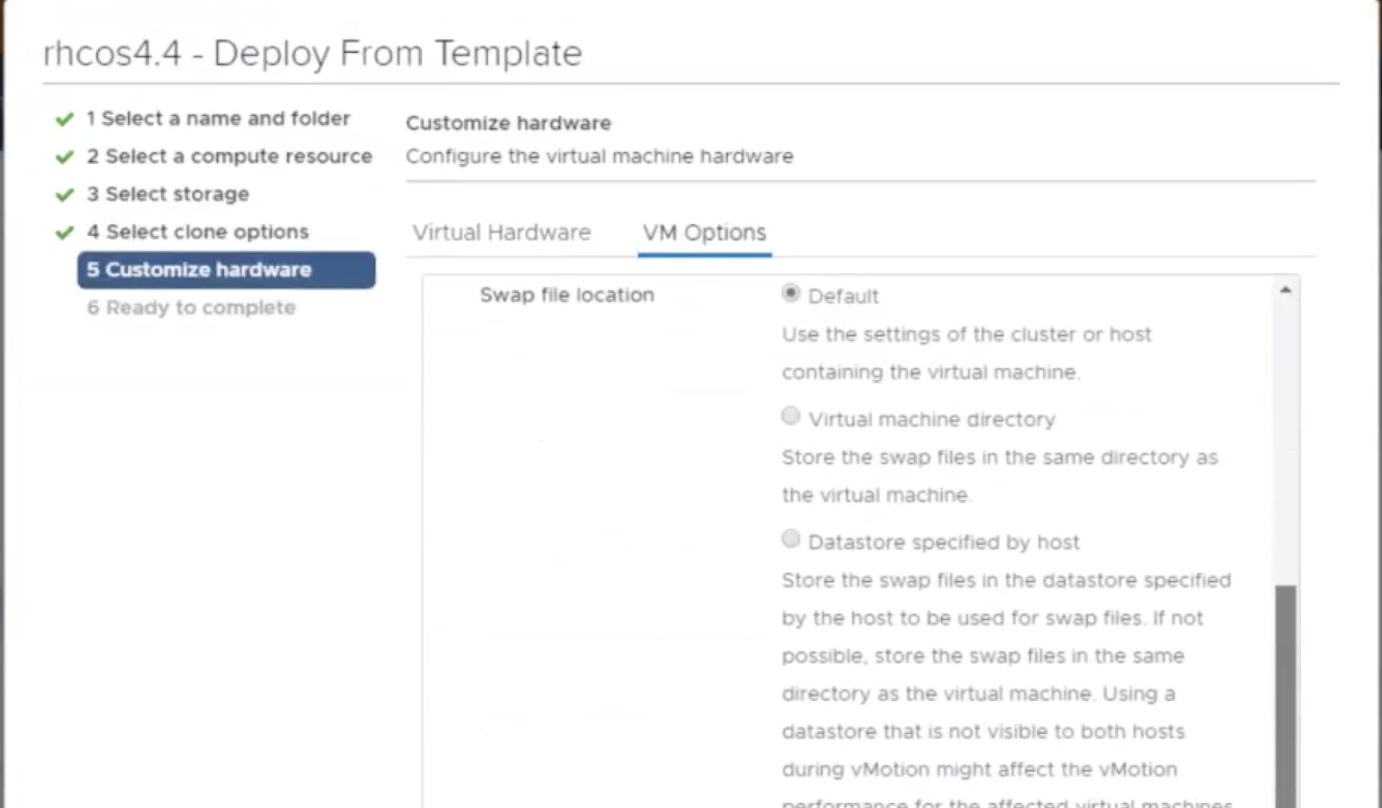 rhcos4.4 - Deploy From Template
1 Select a name and folder
2 Select a compute resource
3 Select storage
4 Select clone options
5 Customize hardware
6 Ready to complete
Customize hardware
Configure the virtual machine hardware
Virtual Hardware
VM Options
Swap file location
Default
Use the settings of the cluster or host
containing the virtual machine.
Virtual machine directory
Store the swap files in the same directory as
the virtual machine.
Datastore specified by host
Store the swap files in the datastore specified
by the host to be used for swap files. If not
possible, store the swap files in the same
directory as the virtual machine. Using a
datastore that is not visible to both hosts
during vMotion might affect the vMotion
performance for the affected virtual machines